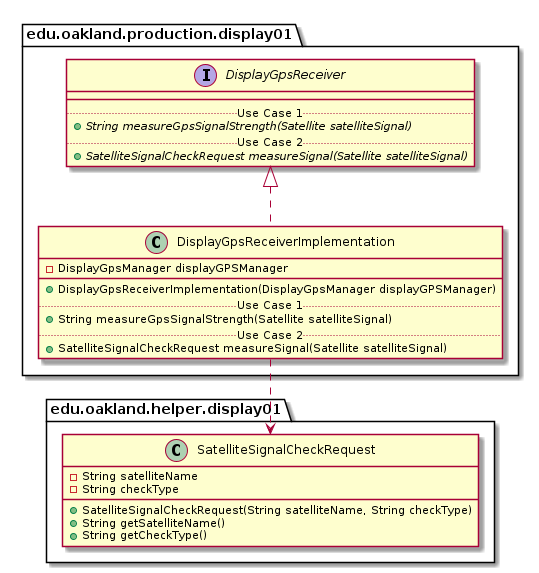 edu.oakland.production.display01
I DisplayGpsReceiver
Use Case 1
String measureGpsSignalStrength(Satellite satelliteSignal)
Use Case 2
SatelliteSignalCheckRequest measureSignal(Satellite satelliteSignal)
C DisplayGpsReceiverImplementation
DisplayGpsManager displayGPSManager
DisplayGpsReceiverImplementation(DisplayGpsManager displayGPSManager)
Use Case 1
String measureGpsSignalStrength(Satellite satelliteSignal)
Use Case 2
SatelliteSignalCheckRequest measureSignal(Satellite satelliteSignal)
edu.oakland.helper.display01
C SatelliteSignalCheckRequest
String satelliteName
String checkType
SatelliteSignalCheckRequest(String satelliteName, String checkType)
String getSatelliteName()
String getCheckType()